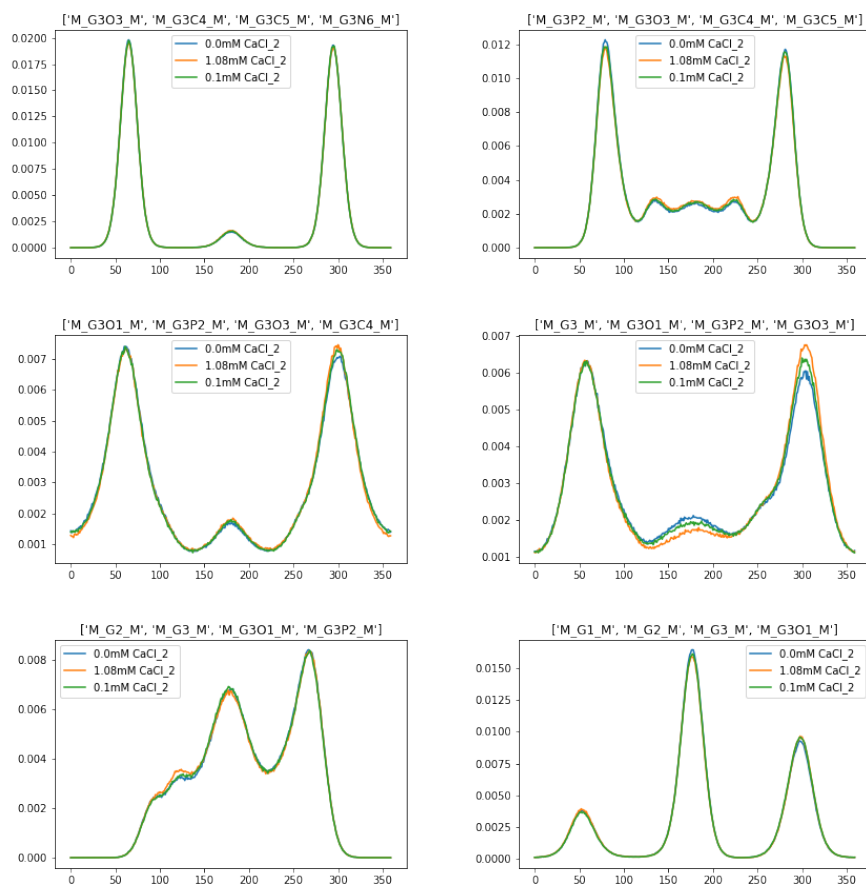 ['M_G3O3_M', 'M_G3C4_M', 'M_G3C5_M', 'M_G3N6_M']
0.0mM CaCl_2
1.08mM CaCl_2
0.1mM CaCl_2
0.0200
0.0175
0.0150
0.0125
0.0100
0.0075
0.0050
0.0025
0.0000
0 50 100 150 200 250 300 350
['M_G3P2_M', 'M_G3O3_M', 'M_G3C4_M', 'M_G3C5_M']
0.0mM CaCl_2
1.08mM CaCl_2
0.1mM CaCl_2
0.012
0.010
0.008
0.006
0.004
0.002
0.000
0 50 100 150 200 250 300 350
['M_G3O1_M', 'M_G3P2_M', 'M_G3O3_M', 'M_G3C4_M']
0.0mM CaCl_2
1.08mM CaCl_2
0.1mM CaCl_2
0.007
0.006
0.005
0.004
0.003
0.002
0.001
0 50 100 150 200 250 300 350
['M_G3_M', 'M_G3O1_M', 'M_G3P2_M', 'M_G3O3_M']
0.0mM CaCl_2
1.08mM CaCl_2
0.1mM CaCl_2
0.007
0.006
0.005
0.004
0.003
0.002
0.001
0 50 100 150 200 250 300 350
['M_G2_M', 'M_G3_M', 'M_G3O1_M', 'M_G3P2_M']
0.0mM CaCl_2
1.08mM CaCl_2
0.1mM CaCl_2
0.008
0.006
0.004
0.002
0.000
0 50 100 150 200 250 300 350
['M_G1_M', 'M_G2_M', 'M_G3_M', 'M_G3O1_M']
0.0mM CaCl_2
1.08mM CaCl_2
0.1mM CaCl_2
0.0150
0.0125
0.0100
0.0075
0.0050
0.0025
0.0000
0 50 100 150 200 250 300 350